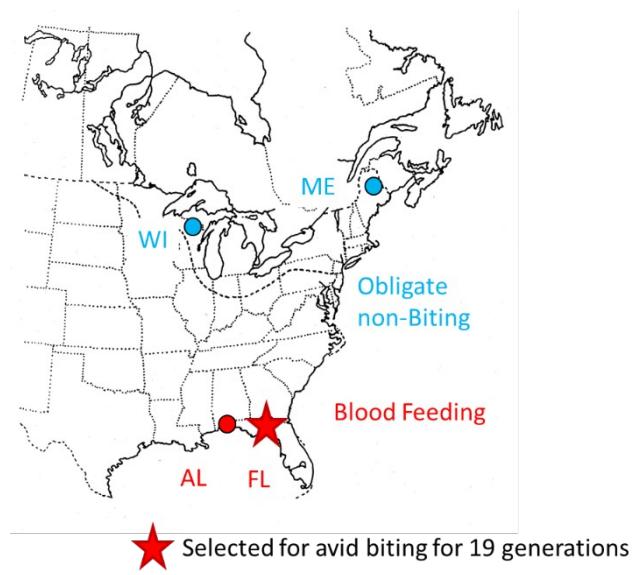 ME
WI
Obligate
non-Biting
Blood Feeding
AL FL
Selected for avid biting for 19 generations